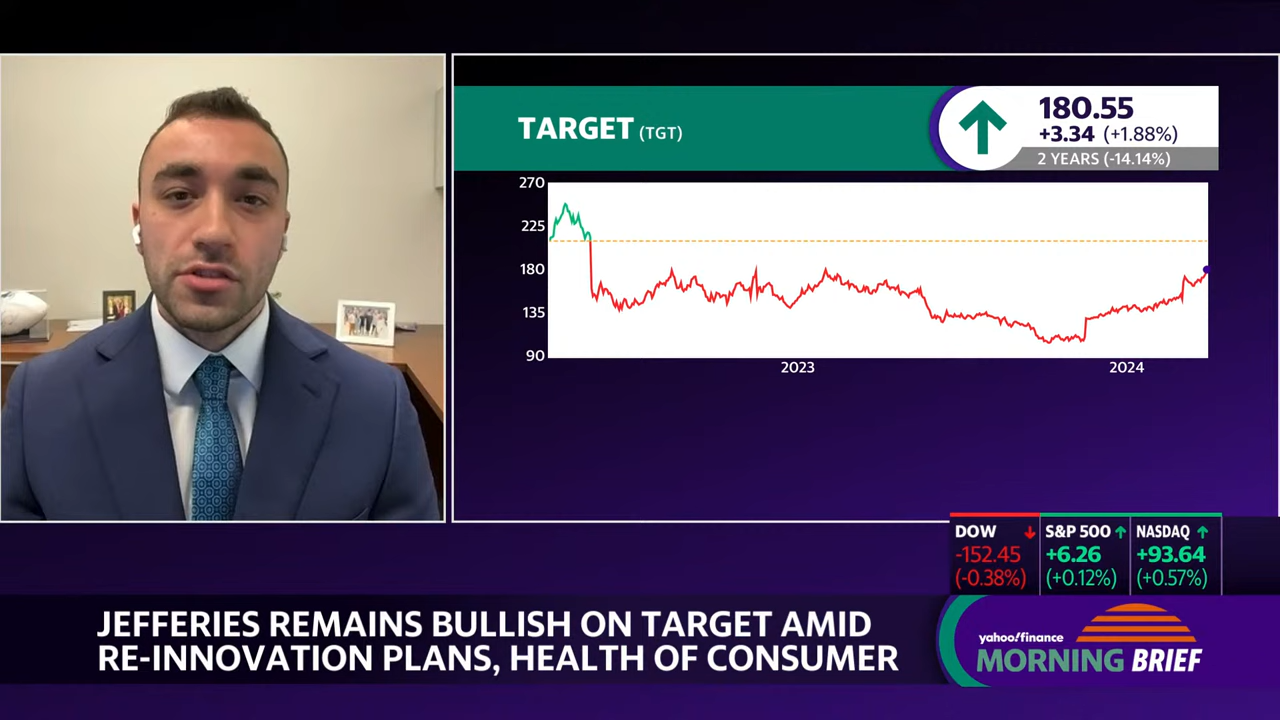 TARGET (TGT)
180.55
+3.34 (+1.88%)
2 YEARS (-14.14%)
270
225
180
135
90
2023
2024
DOW
-152.45
(-0.38%)
S&P 500
+6.26
(+0.12%)
NASDAQ
+93.64
(+0.57%)
JEFFERIES REMAINS BULLISH ON TARGET AMID
RE-INNOVATION PLANS, HEALTH OF CONSUMER
yahoo!finance
MORNING BRIEF